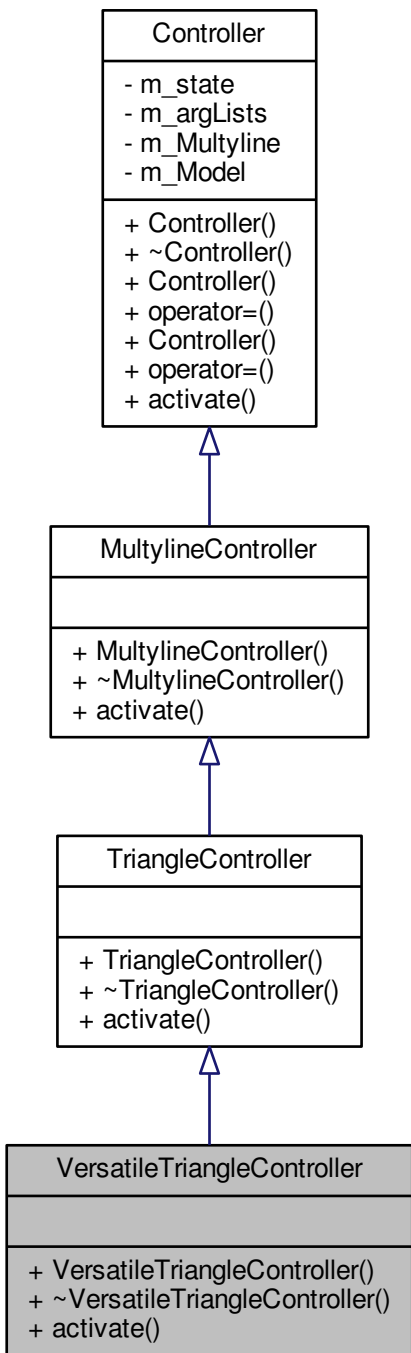 Controller
- m_state
- m_argLists
- m_Multyline
- m_Model
+ Controller()
+ ~Controller()
+ Controller()
+ operator=()
+ Controller()
+ operator=()
+ activate()
MultylineController
+ MultylineController()
+ ~MultylineController()
+ activate()
TriangleController
+ TriangleController()
+ ~TriangleController()
+ activate()
VersatileTriangleController
+ VersatileTriangleController()
+ ~VersatileTriangleController()
+ activate()